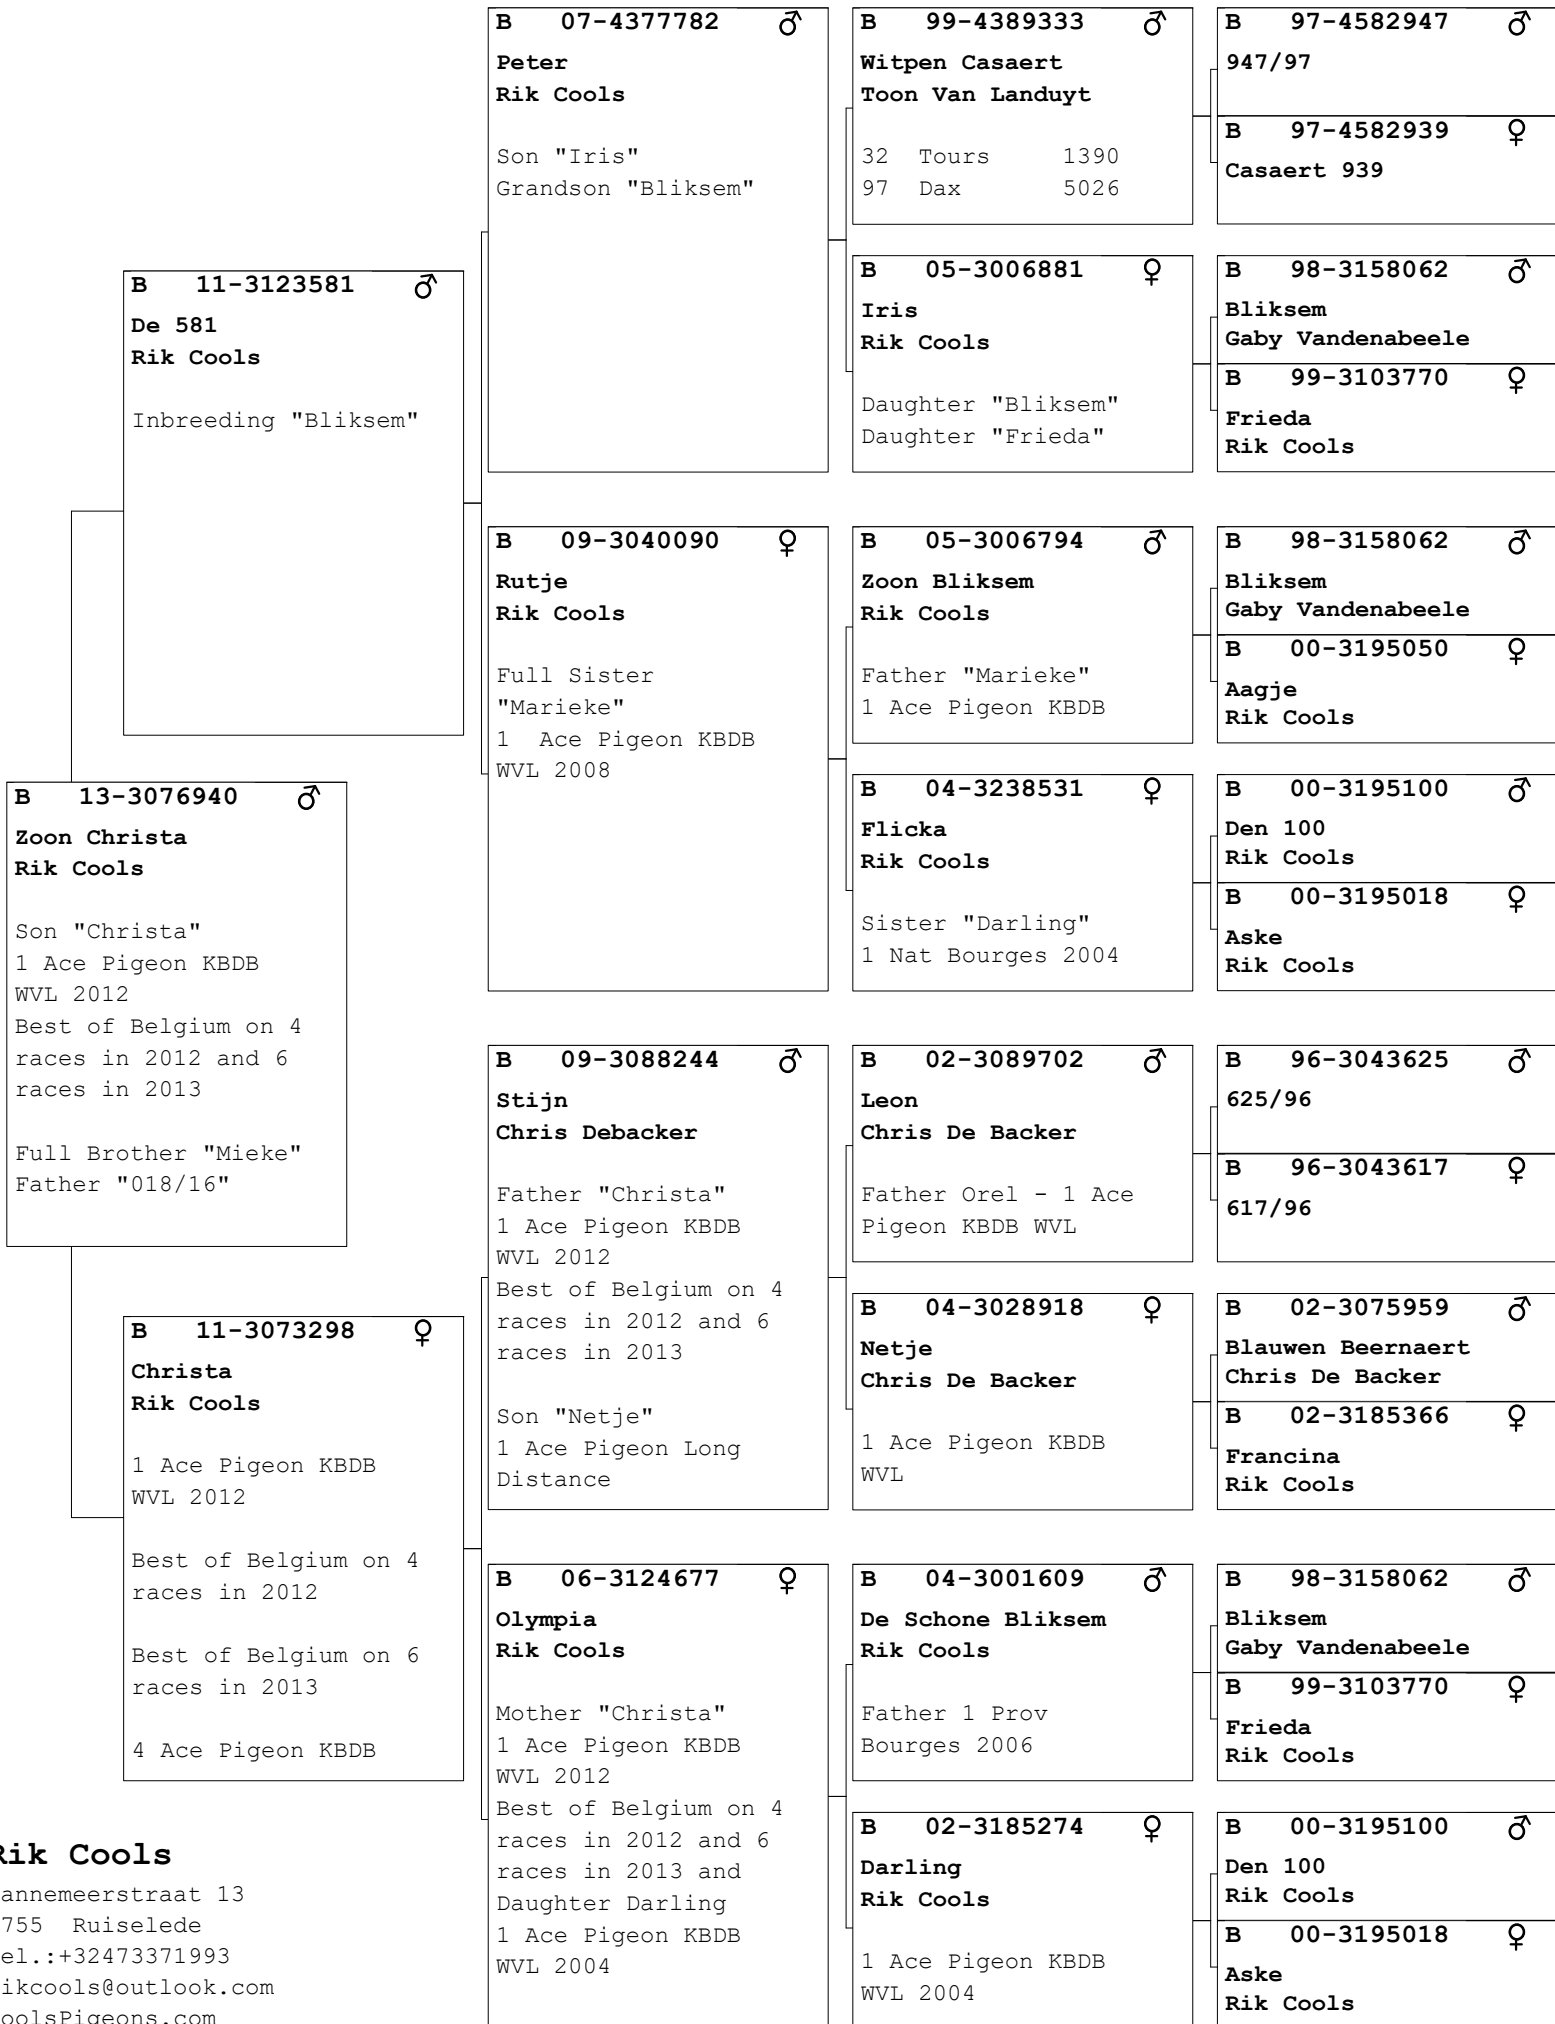 B 13-3076940 ♂
Zoon Christa
Rik Cools
Son "Christa"
1 Ace Pigeon KBDB
WVL 2012
Best of Belgium on 4
races in 2012 and 6
races in 2013
Full Brother "Mieke"
Father "018/16"
B 11-3123581 ♂
De 581
Rik Cools
Inbreeding "Bliksem"
B 11-3073298 ♀
Christa
Rik Cools
1 Ace Pigeon KBDB
WVL 2012
Best of Belgium on 4
races in 2012
Best of Belgium on 6
races in 2013
4 Ace Pigeon KBDB
B 07-4377782 ♂
Peter
Rik Cools
Son "Iris"
Grandson "Bliksem"
B 09-3040090 ♀
Rutje
Rik Cools
Full Sister
"Marieke"
1 Ace Pigeon KBDB
WVL 2008
B 09-3088244 ♂
Stijn
Chris Debacker
Father "Christa"
1 Ace Pigeon KBDB
WVL 2012
Best of Belgium on 4
races in 2012 and 6
races in 2013
Son "Netje"
1 Ace Pigeon Long
Distance
B 06-3124677 ♀
Olympia
Rik Cools
Mother "Christa"
1 Ace Pigeon KBDB
WVL 2012
Best of Belgium on 4
races in 2012 and 6
races in 2013 and
Daughter Darling
1 Ace Pigeon KBDB
WVL 2004
B 99-4389333 ♂
Witpen Casaert
Toon Van Landuyt
32 Tours 1390
97 Dax 5026
B 05-3006881 ♀
Iris
Rik Cools
Daughter "Bliksem"
Daughter "Frieda"
B 05-3006794 ♂
Zoon Bliksem
Rik Cools
Father "Marieke"
1 Ace Pigeon KBDB
B 04-3238531 ♀
Flicka
Rik Cools
Sister "Darling"
1 Nat Bourges 2004
B 02-3089702 ♂
Leon
Chris De Backer
Father Orel - 1 Ace
Pigeon KBDB WVL
B 04-3028918 ♀
Netje
Chris De Backer
1 Ace Pigeon KBDB
WVL
B 04-3001609 ♂
De Schone Bliksem
Rik Cools
Father 1 Prov
Bourges 2006
B 02-3185274 ♀
Darling
Rik Cools
1 Ace Pigeon KBDB
WVL 2004
B 97-4582947 ♂
947/97
B 97-4582939 ♀
Casaert 939
B 98-3158062 ♂
Bliksem
Gaby Vandenabeele
B 99-3103770 ♀
Frieda
Rik Cools
B 98-3158062 ♂
Bliksem
Gaby Vandenabeele
B 00-3195050 ♀
Aagje
Rik Cools
B 00-3195100 ♂
Den 100
Rik Cools
B 00-3195018 ♀
Aske
Rik Cools
B 96-3043625 ♂
625/96
B 96-3043617 ♀
617/96
B 02-3075959 ♂
Blauwen Beernaert
Chris De Backer
B 02-3185366 ♀
Francina
Rik Cools
B 98-3158062 ♂
Bliksem
Gaby Vandenabeele
B 99-3103770 ♀
Frieda
Rik Cools
B 00-3195100 ♂
Den 100
Rik Cools
B 00-3195018 ♀
Aske
Rik Cools
Rik Cools
annemeerstraat 13
755 Ruiselede
el.:+32473371993
ikcools@outlook.com
oolsPigeons.com